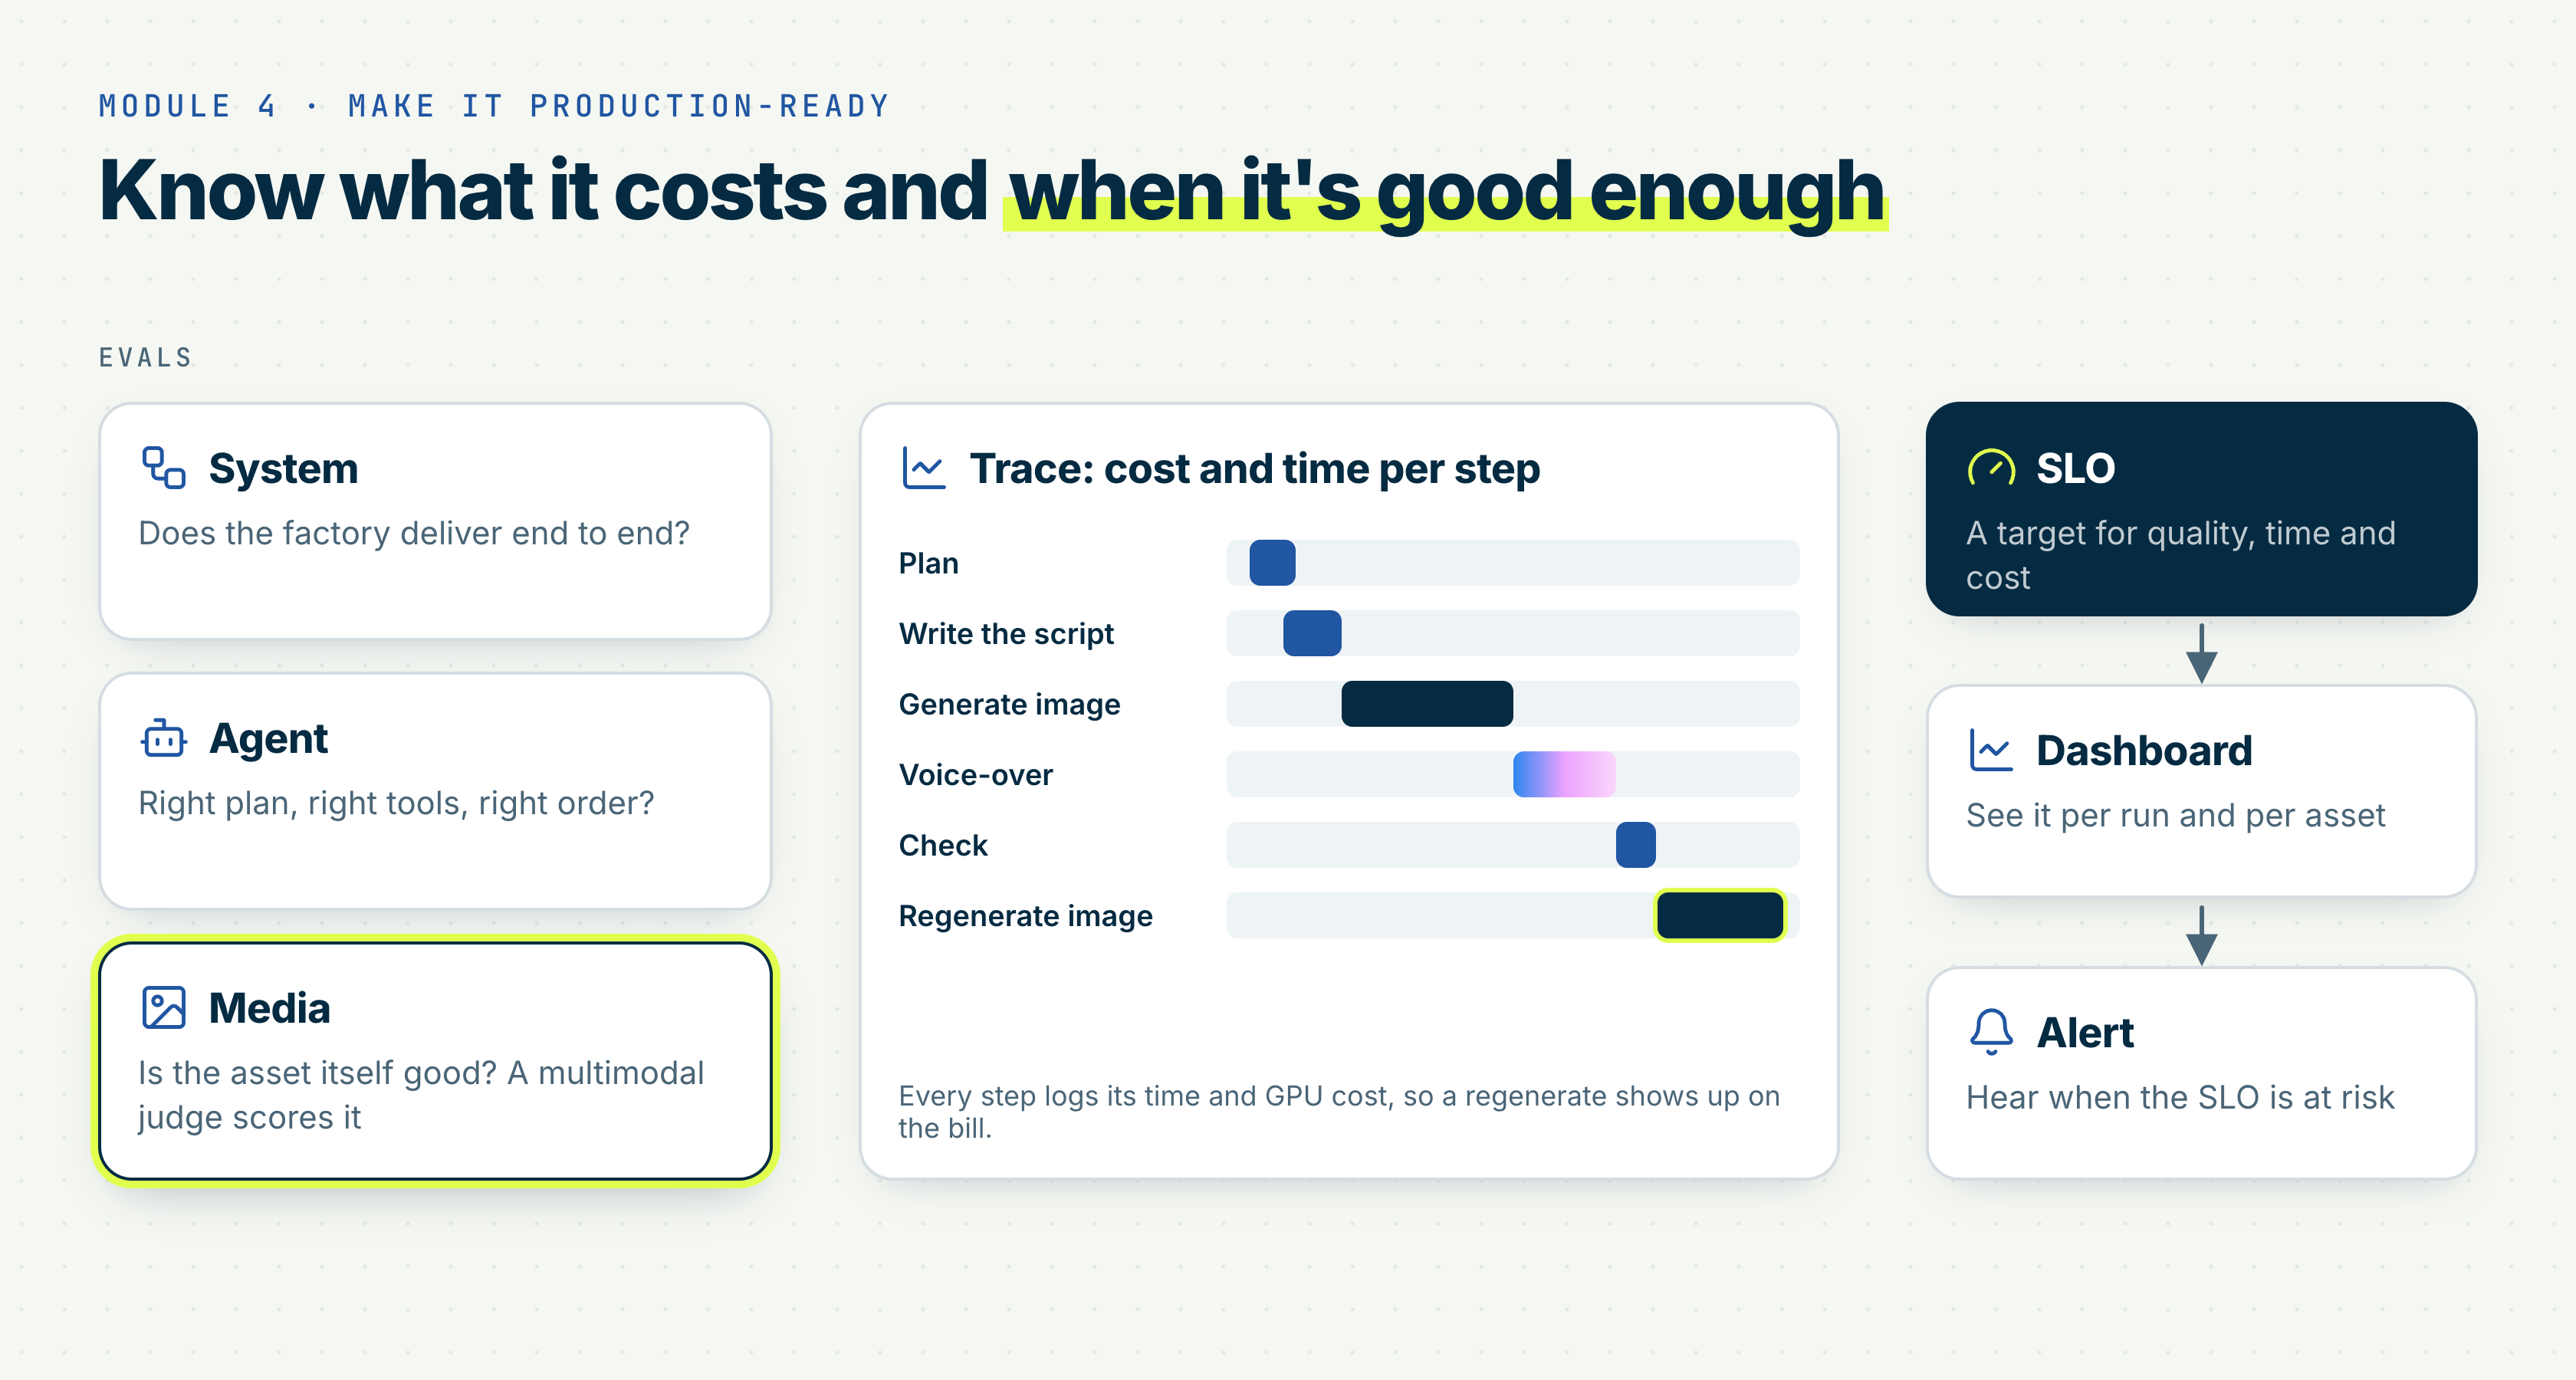 MODULE 4 · MAKE IT PRODUCTION-READY
Know what it costs and when it's good enough
EVALS
System
Does the factory deliver end to end?
Agent
Right plan, right tools, right order?
Media
Is the asset itself good? A multimodal
judge scores it
Trace: cost and time per step
Plan
Write the script
Generate image
Voice-over
Check
Regenerate image
Every step logs its time and GPU cost, so a regenerate shows up on
the bill.
SLO
A target for quality, time and
cost
Dashboard
See it per run and per asset
Alert
Hear when the SLO is at risk